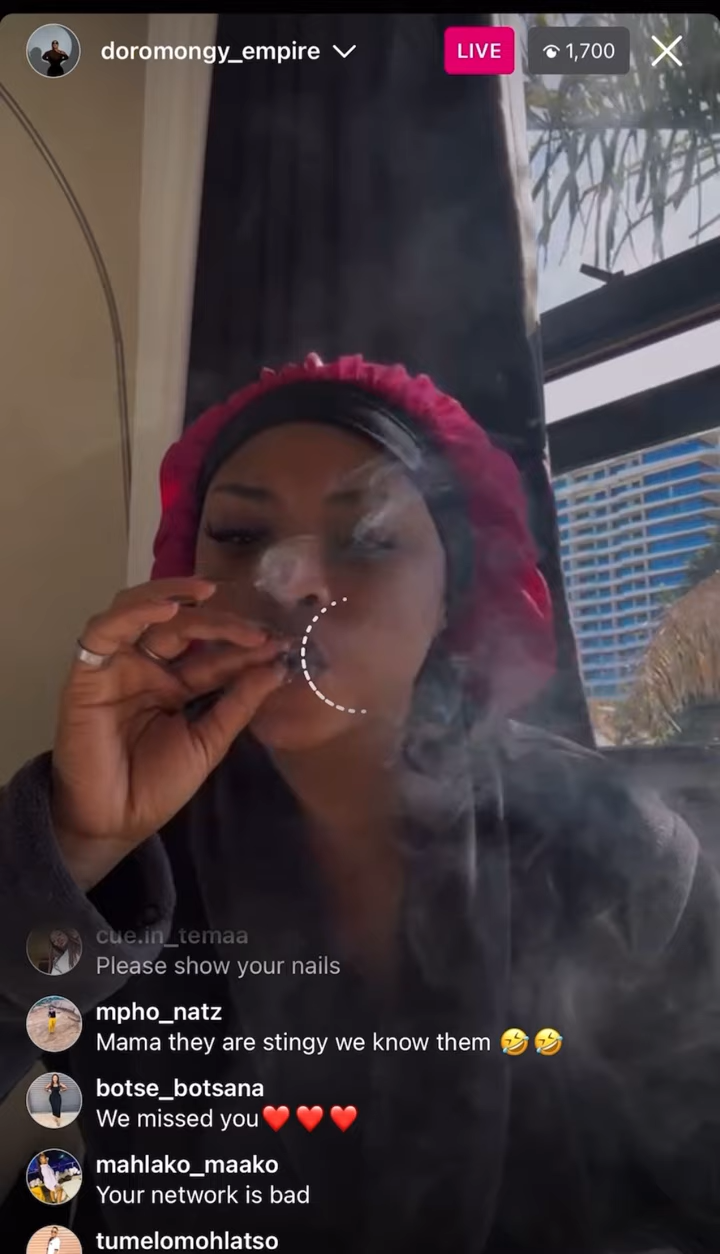 doromongy_empire
LIVE
1,700
cue.in_temaa
Please show your nails
mpho_natz
Mama they are stingy we know them 🤣🤣
botse_botsana
We missed you❤️❤️❤️
mahlako_maako
Your network is bad
tumelomohlatso